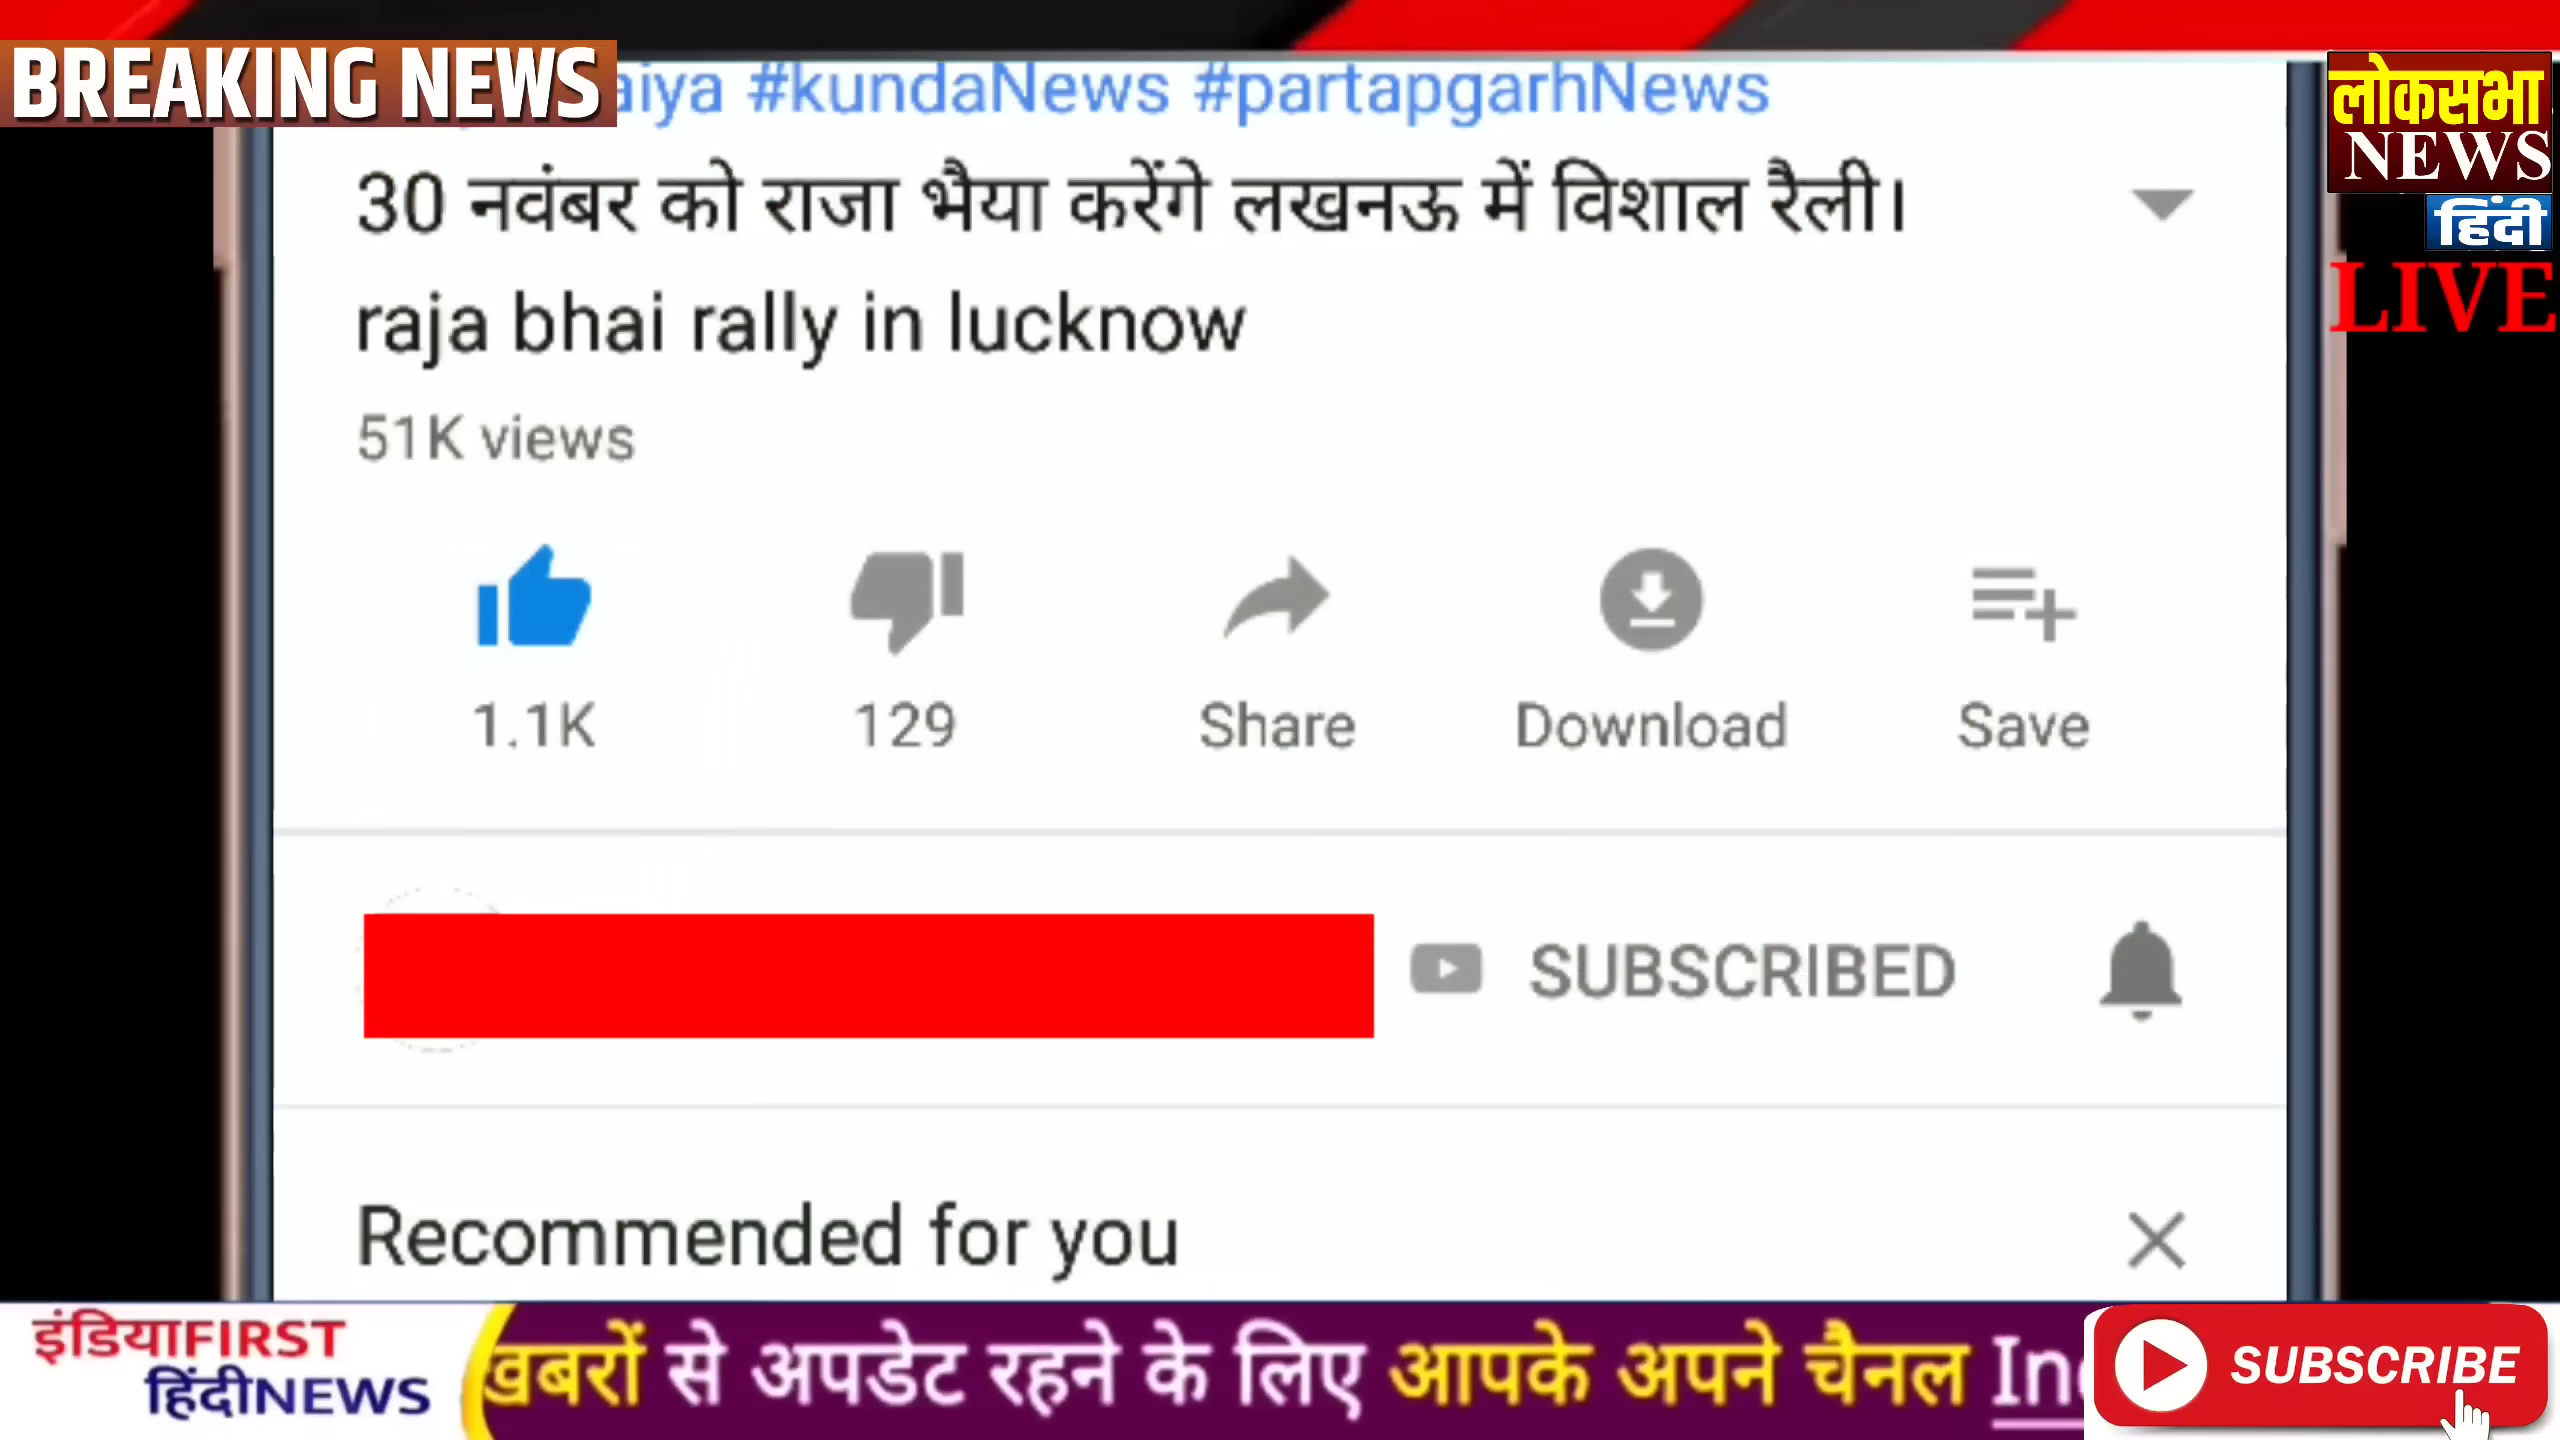 BREAKING NEWS
#kundaNews #partapgarhNews
लोकसभा
NEWS
हिंदी
LIVE
30 नवंबर को राजा भैया करेंगे लखनऊ में विशाल रैली।
raja bhai rally in lucknow
51K views
1.1K 129 Share Download Save
SUBSCRIBED
Recommended for you
इंडियाFIRST
हिंदीNEWS
खबरों से अपडेट रहने के लिए आपके अपने चैनल
SUBSCRIBE